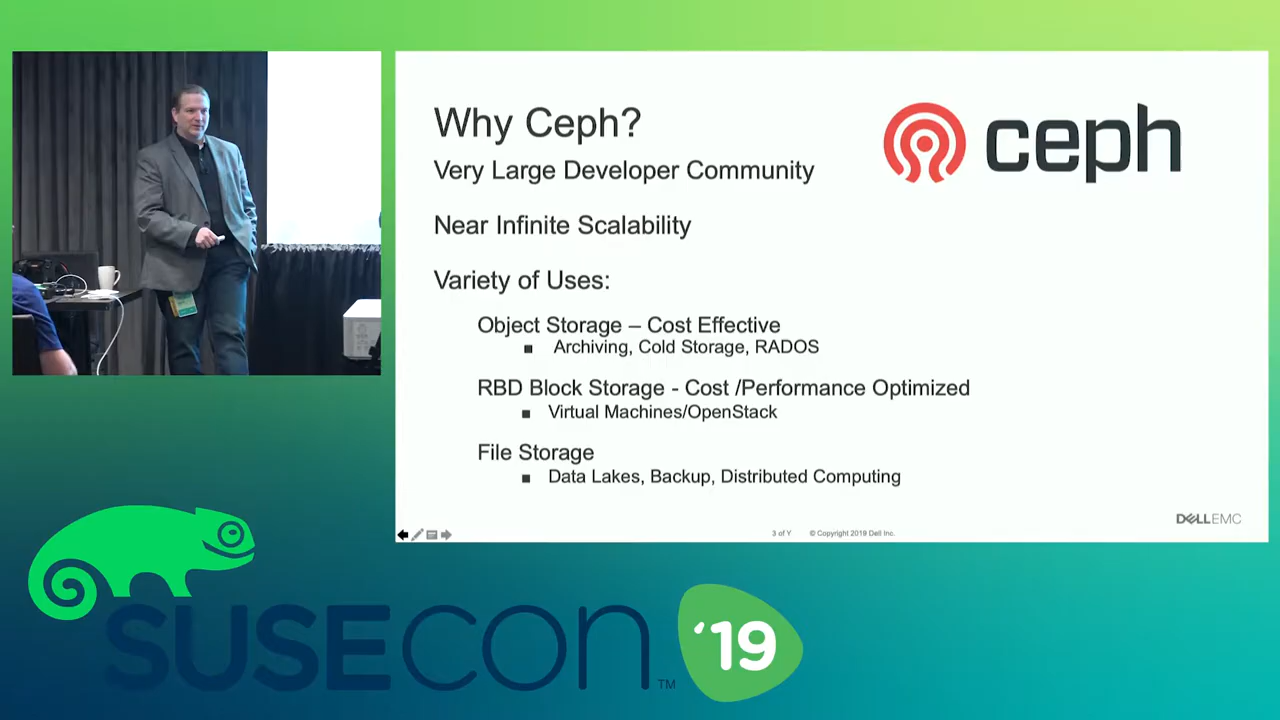 Why Ceph?
ceph
Very Large Developer Community
Near Infinite Scalability
Variety of Uses:
Object Storage – Cost Effective
■ Archiving, Cold Storage, RADOS
RBD Block Storage - Cost /Performance Optimized
■ Virtual Machines/OpenStack
File Storage
■ Data Lakes, Backup, Distributed Computing
DELLEMC
3 of Y © Copyright 2019 Dell Inc.
SUSECON ™ '19